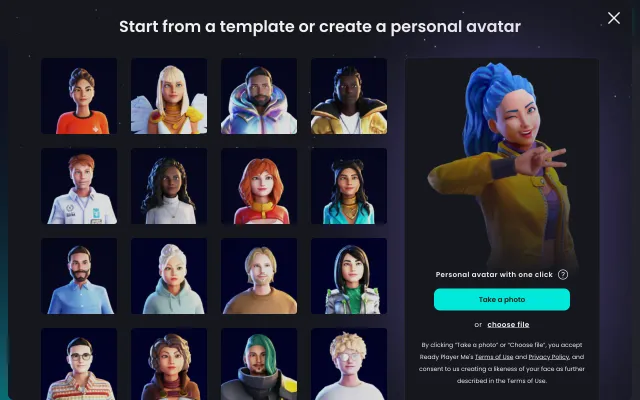 Start from a template or create a personal avatar
Personal avatar with one click ?
Take a photo
or choose file
By clicking "Take a photo" or "Choose file", you accept
Ready Player Me's Terms of Use and Privacy Policy, and
consent to us creating a likeness of your face as further
described in the Terms of Use.